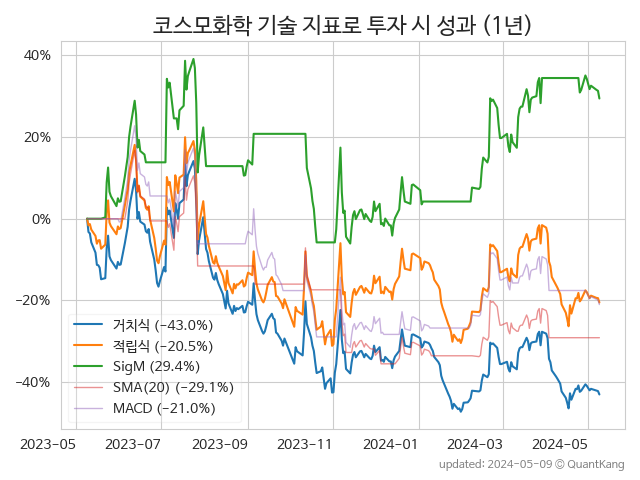 코스모화학 기술 지표로 투자 시 성과 (1년)
40%
20%
0%
−20%
−40%
거치식 (−43.0%)
적립식 (−20.5%)
SigM (29.4%)
SMA(20) (−29.1%)
MACD (−21.0%)
2023-05 2023-07 2023-09 2023-11 2024-01 2024-03 2024-05
updated: 2024-05-09 © QuantKang